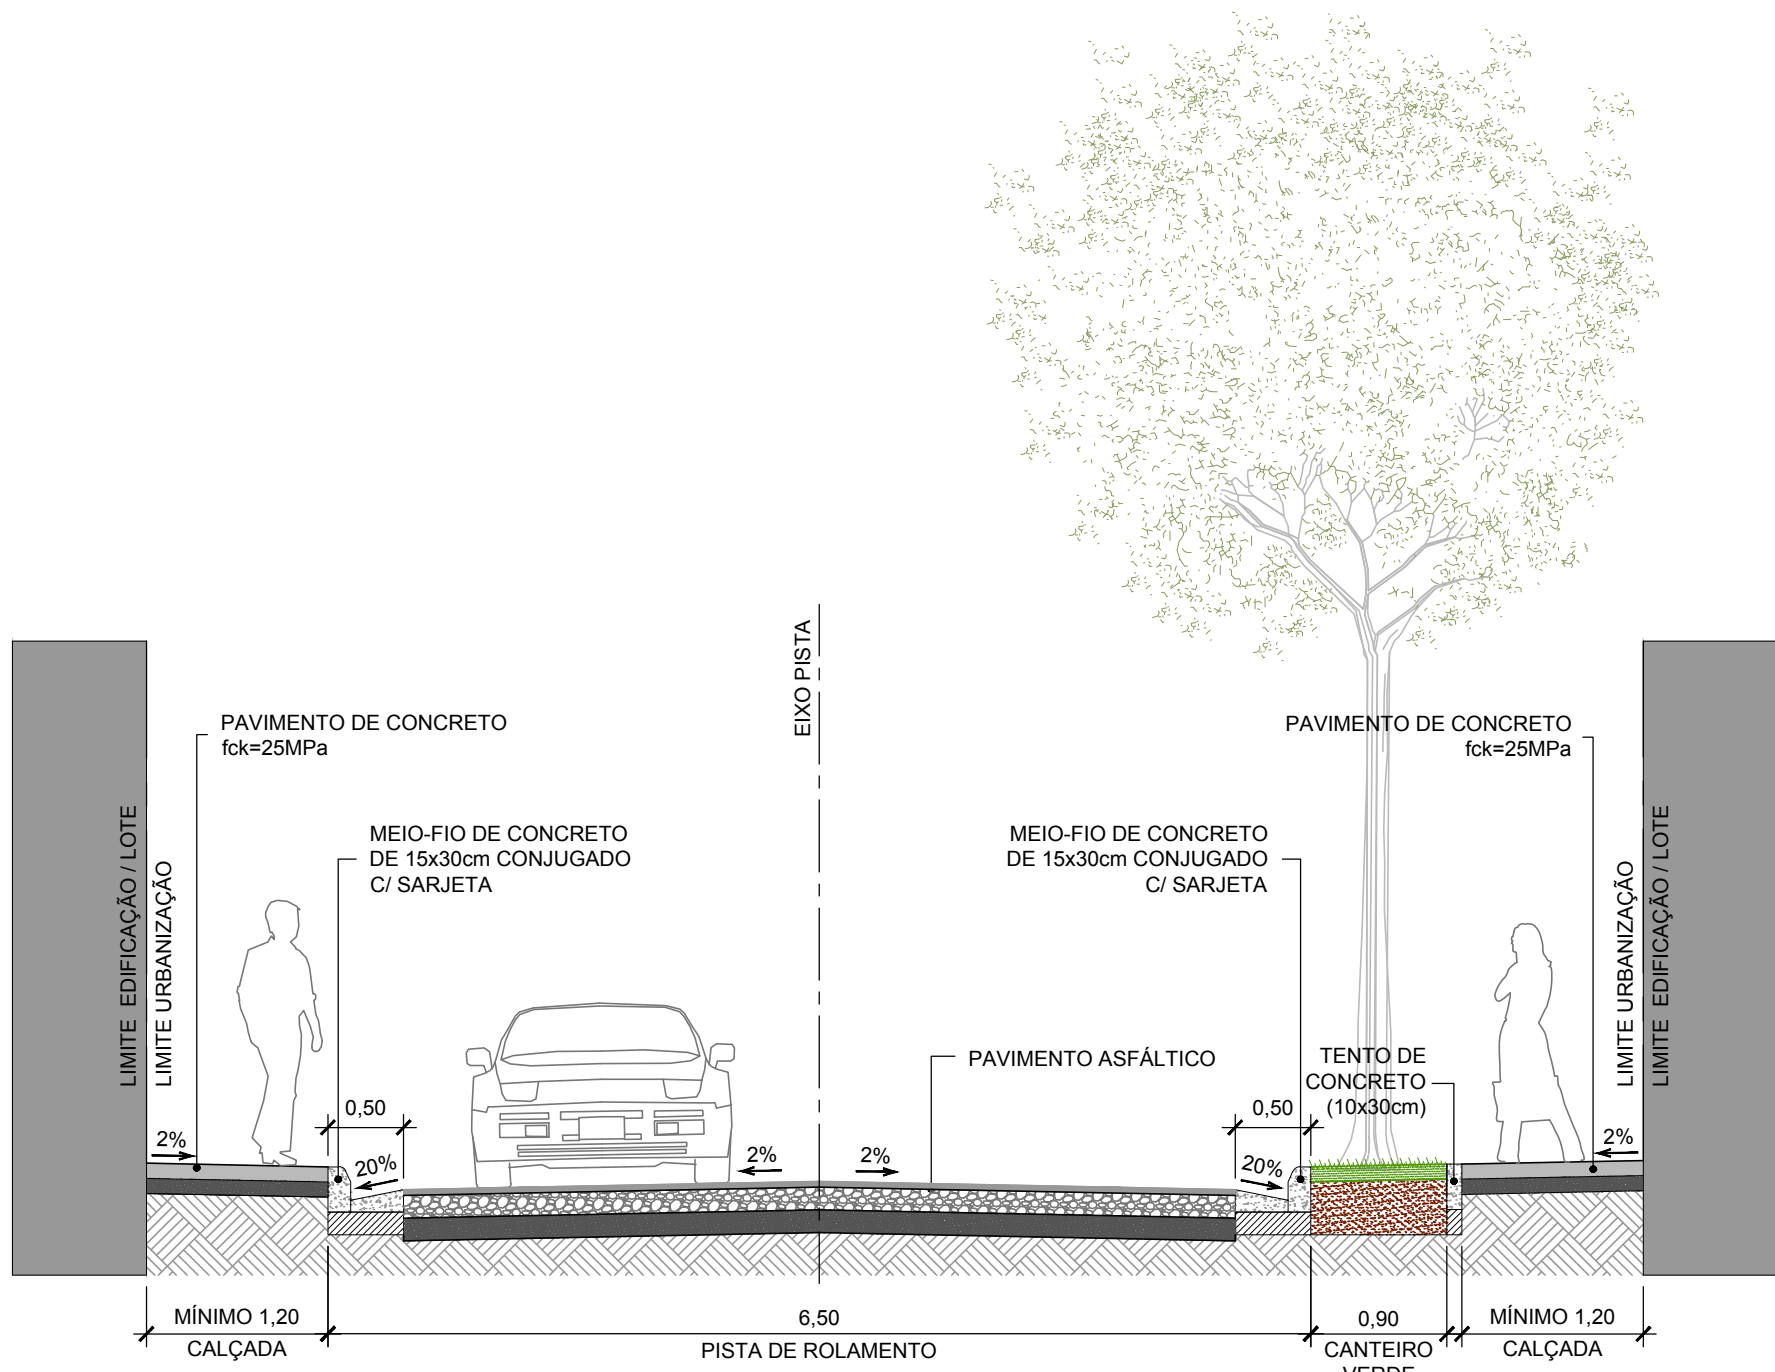 EIXO PISTA
PAVIMENTO DE CONCRETO
fck=25MPa
PAVIMENTO DE CONCRETO
fck=25MPa
LIMITE EDIFICAÇÃO / LOTE
LIMITE URBANIZAÇÃO
MEIO-FIO DE CONCRETO
DE 15x30cm CONJUGADO
C/ SARJETA
MEIO-FIO DE CONCRETO
DE 15x30cm CONJUGADO
C/ SARJETA
LIMITE URBANIZAÇÃO
LIMITE EDIFICAÇÃO / LOTE
PAVIMENTO ASFÁLTICO
TENTO DE
CONCRETO
(10x30cm)
0,50
0,50
2%
20%
2%
2%
20%
2%
MÍNIMO 1,20
CALÇADA
6,50
PISTA DE ROLAMENTO
0,90
CANTEIRO
VERDE
MÍNIMO 1,20
CALÇADA